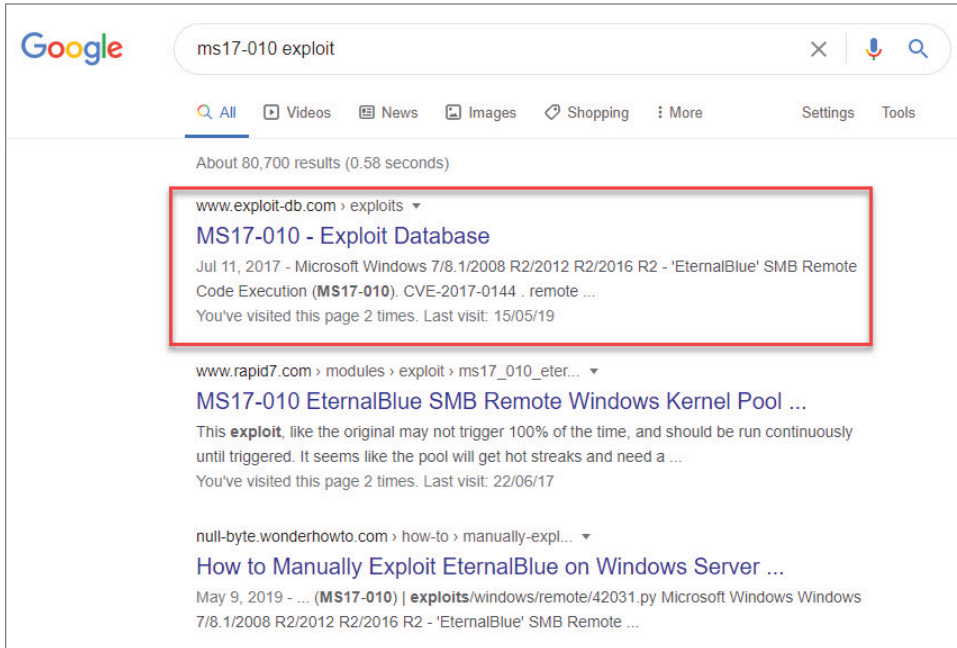 Google
ms17-010 exploit
All Videos News Images Shopping More Settings Tools
About 80,700 results (0.58 seconds)
www.exploit-db.com › exploits
MS17-010 - Exploit Database
Jul 11, 2017 - Microsoft Windows 7/8.1/2008 R2/2012 R2/2016 R2 - 'EternalBlue' SMB Remote
Code Execution (MS17-010). CVE-2017-0144 . remote ...
You've visited this page 2 times. Last visit: 15/05/19
www.rapid7.com › modules › exploit › ms17_010_eter...
MS17-010 EternalBlue SMB Remote Windows Kernel Pool ...
This exploit, like the original may not trigger 100% of the time, and should be run continuously
until triggered. It seems like the pool will get hot streaks and need a ...
You've visited this page 2 times. Last visit: 22/06/17
null-byte.wonderhowto.com › how-to › manually-expl...
How to Manually Exploit EternalBlue on Windows Server ...
May 9, 2019 - ... (MS17-010) | exploits/windows/remote/42031.py Microsoft Windows Windows
7/8.1/2008 R2/2012 R2/2016 R2 - 'EternalBlue' SMB Remote ...